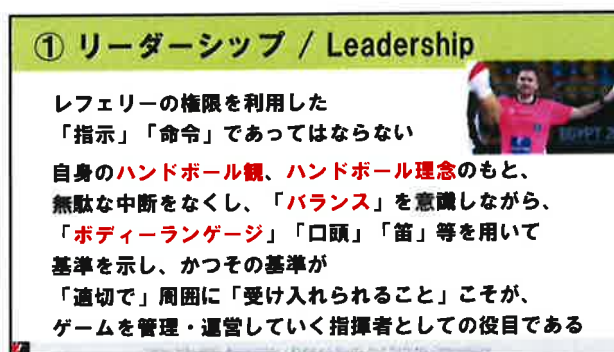 ① リーダーシップ / Leadership
レフェリーの権限を利用した
「指示」「命令」であってはならない
自身のハンドボール観、ハンドボール理念のもと、
無駄な中断をなくし、「バランス」を意識しながら、
「ボディーランゲージ」「口頭」「笛」等を用いて
基準を示し、かつその基準が
「適切で」周囲に「受け入れられること」こそが、
ゲームを管理・運営していく指揮者としての役目である
EGYPT 2